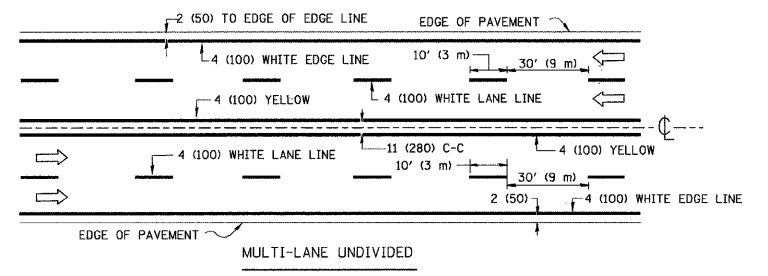 2 (50) TO EDGE OF EDGE LINE
EDGE OF PAVEMENT
4 (100) WHITE EDGE LINE
10' (3 m)
30' (9 m)
4 (100) YELLOW
4 (100) WHITE LANE LINE
℄
4 (100) WHITE LANE LINE
11 (280) C-C
4 (100) YELLOW
10' (3 m)
30' (9 m)
2 (50)
4 (100) WHITE EDGE LINE
EDGE OF PAVEMENT
MULTI-LANE UNDIVIDED